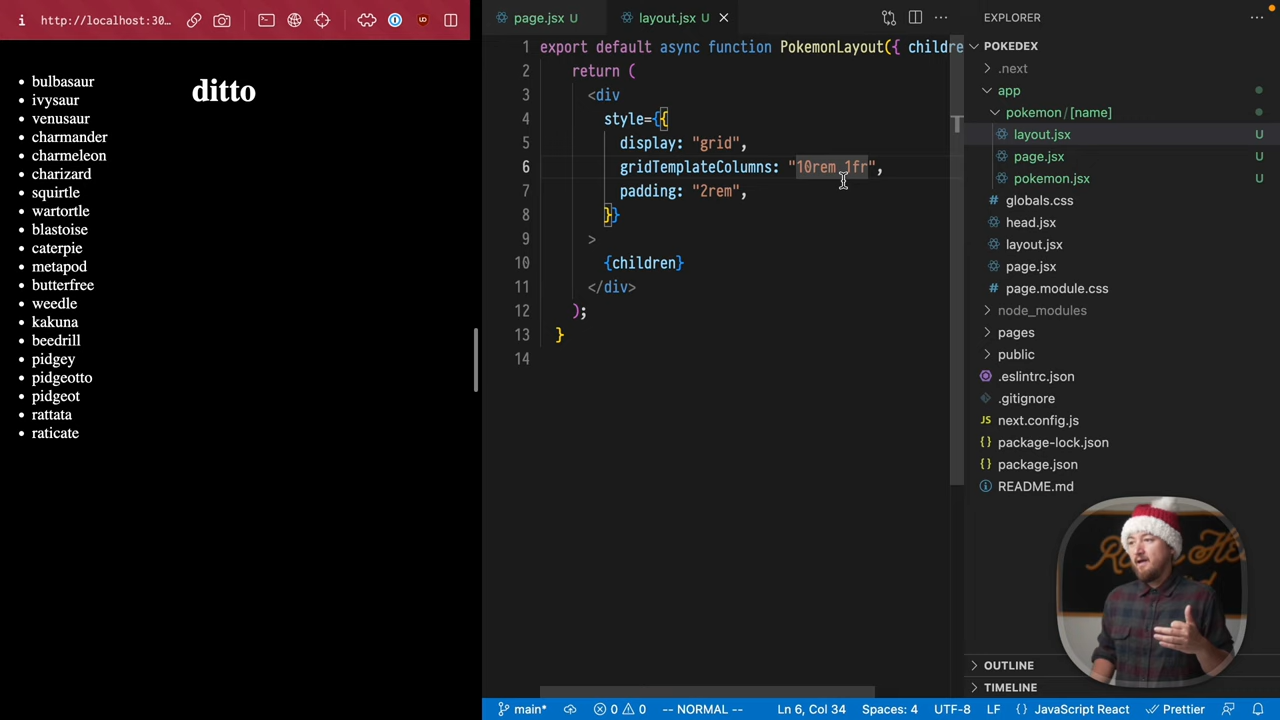 http://localhost:30...
bulbasaur
ivysaur
venusaur
charmander
charmeleon
charizard
squirtle
wartortle
blastoise
caterpie
metapod
butterfree
weedle
kakuna
beedrill
pidgey
pidgeotto
pidgeot
rattata
raticate
ditto
page.jsx U
layout.jsx U
1 export default async function PokemonLayout({ childre
2 return (
3 <div
4 style={{
5 display: "grid",
6 gridTemplateColumns: "10rem 1fr",
7 padding: "2rem",
8 }}
9 >
10 {children}
11 </div>
12 );
13 }
14
EXPLORER
POKEDEX
.next
app
pokemon/[name]
layout.jsx U
page.jsx U
pokemon.jsx U
globals.css
head.jsx
layout.jsx
page.jsx
page.module.css
node_modules
pages
public
.eslintrc.json
.gitignore
next.config.js
package-lock.json
package.json
README.md
OUTLINE
TIMELINE
main* 0 0 -- NORMAL -- Ln 6, Col 34 Spaces: 4 UTF-8 LF {} JavaScript React Prettier